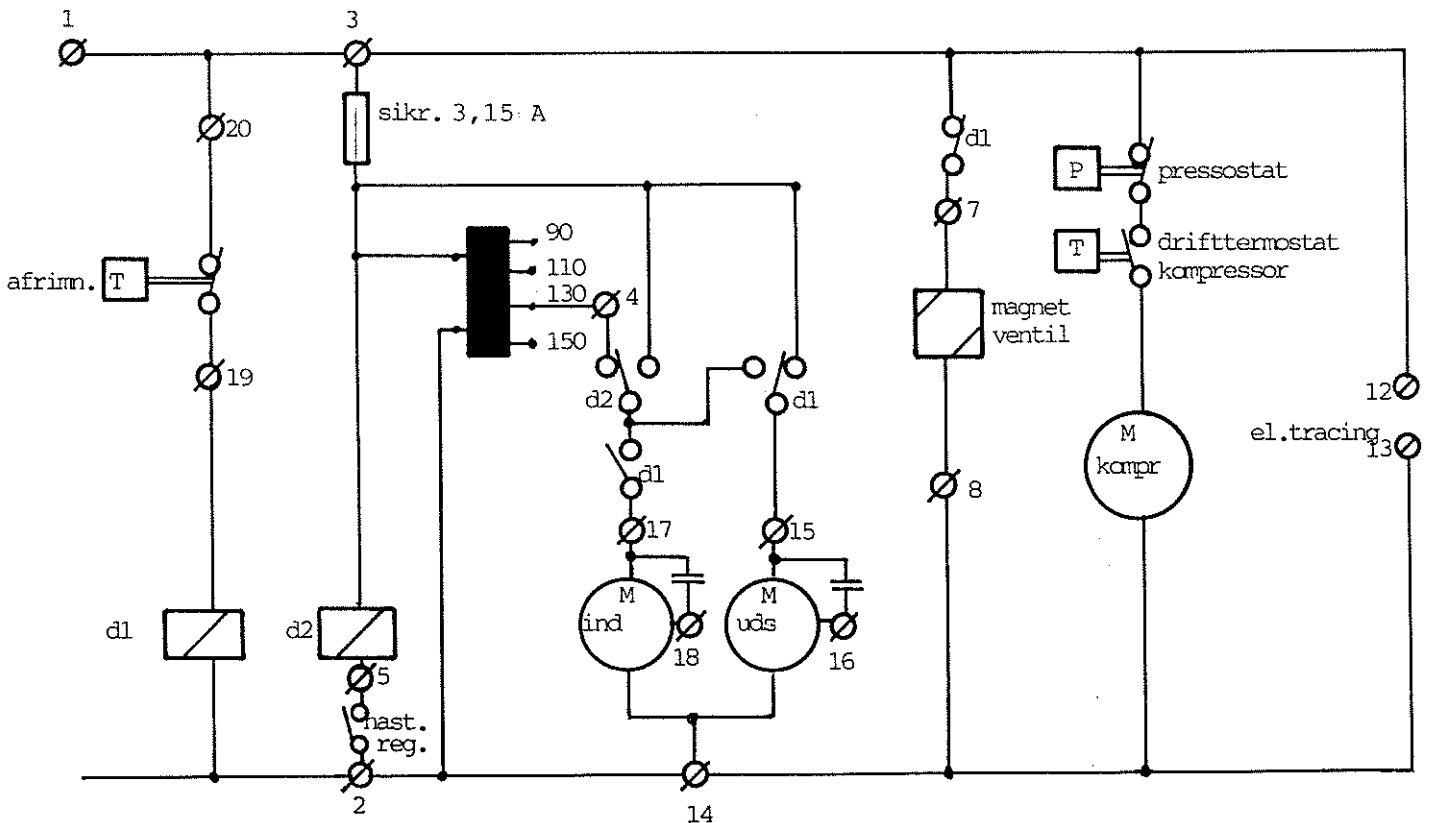 1
3
20
sikr. 3,15 A
d1
7
P
pressostat
T
drifttermostat
kompressor
afrimn. T
90
110
130
150
4
magnet
ventil
19
d2
d1
12
el.tracing
13
d1
M
kompr
8
17
15
M
ind
M
uds
18
16
d1
d2
5
hast.
reg.
2
14